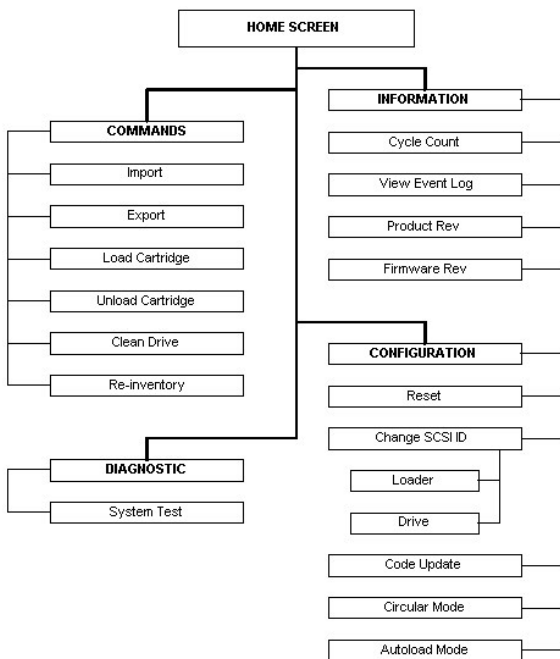 HOME SCREEN
COMMANDS
Import
Export
Load Cartridge
Unload Cartridge
Clean Drive
Re-inventory
DIAGNOSTIC
System Test
INFORMATION
Cycle Count
View Event Log
Product Rev
Firmware Rev
CONFIGURATION
Reset
Change SCSI ID
Loader
Drive
Code Update
Circular Mode
Autoload Mode